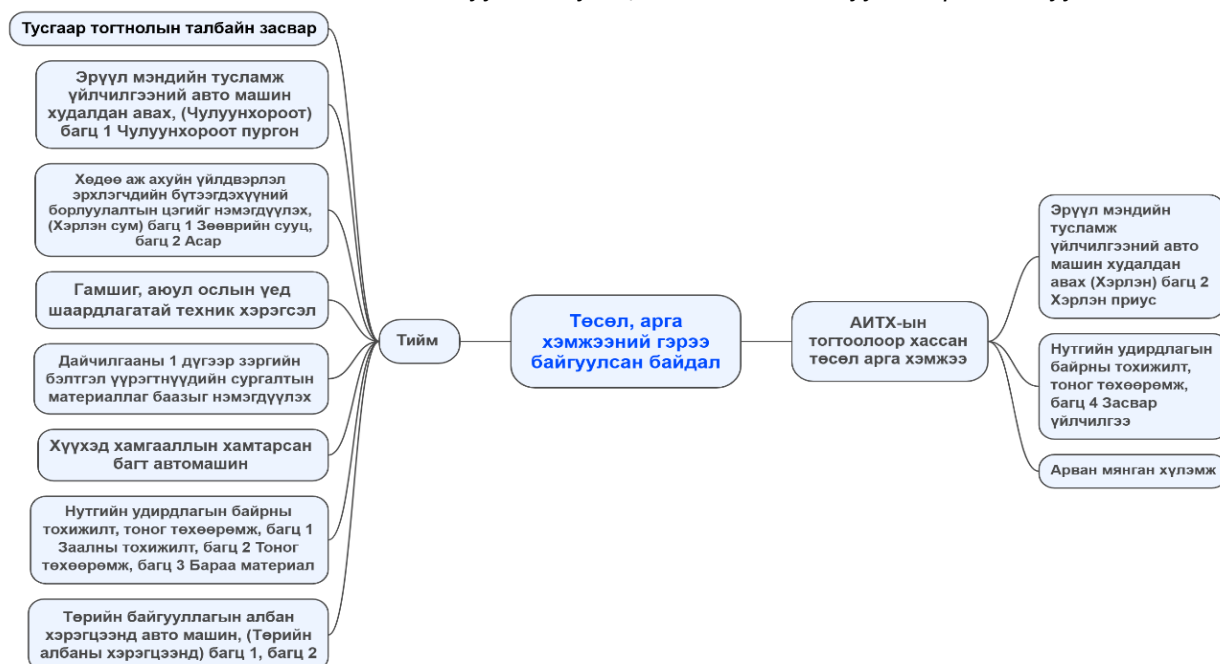 Тусгаар тогтнолын талбайн засвар
Эрүүл мэндийн тусламж
үйлчилгээний авто машин
худалдан авах, (Чулуунхороот)
багц 1 Чулуунхороот пургон
Хөдөө аж ахуйн үйлдвэрлэл
эрхлэгчдийн бүтээгдэхүүний
борлуулалтын цэгийг нэмэгдүүлэх,
(Хэрлэн сум) багц 1 Зөөврийн сууц,
багц 2 Асар
Гамшиг, аюул ослын үед
шаардлагатай техник хэрэгсэл
Дайчилгааны 1 дүгээр зэргийн
бэлтгэл үүрэгтнүүдийн сургалтын
материаллаг баазыг нэмэгдүүлэх
Хүүхэд хамгааллын хамтарсан
багт автомашин
Нутгийн удирдлагын байрны
тохижилт, тоног төхөөрөмж, багц 1
Заалны тохижилт, багц 2 Тоног
төхөөрөмж, багц 3 Бараа материал
Төрийн байгууллагын албан
хэрэгцээнд авто машин, (Төрийн
албаны хэрэгцээнд) багц 1, багц 2
Тийм
Төсөл, арга
хэмжээний гэрээ
байгуулсан байдал
АИТХ-ын
тогтоолоор хассан
төсөл арга хэмжээ
Эрүүл мэндийн
тусламж
үйлчилгээний авто
машин худалдан
авах (Хэрлэн) багц 2
Хэрлэн приус
Нутгийн удирдлагын
байрны тохижилт,
тоног төхөөрөмж,
багц 4 Засвар
үйлчилгээ
Арван мянган хүлэмж